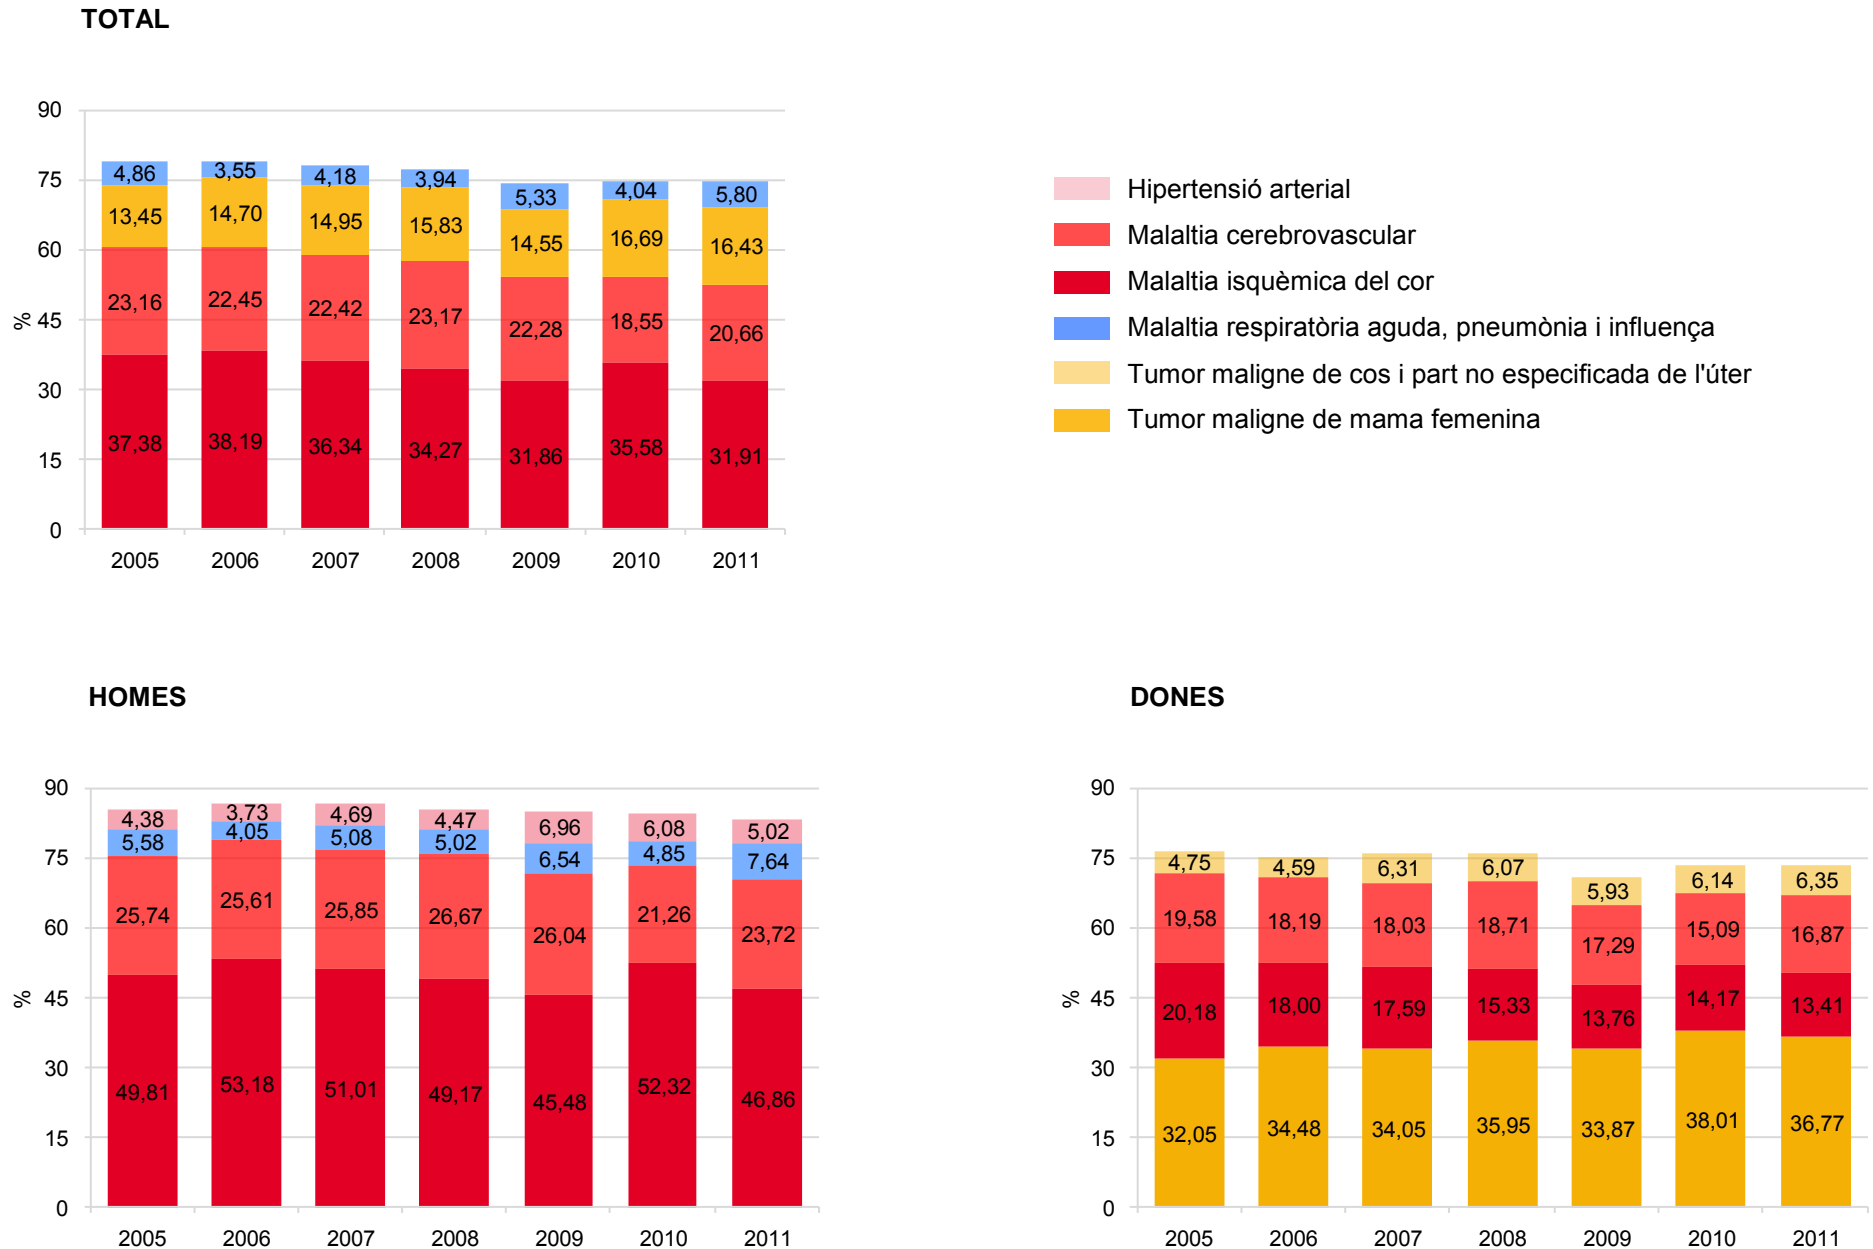 TOTAL
90
75
60
45
30
15
0
%
4,86 3,55 4,18 3,94 5,33 4,04 5,80
13,45 14,70 14,95 15,83 14,55 16,69 16,43
23,16 22,45 22,42 23,17 22,28 18,55 20,66
37,38 38,19 36,34 34,27 31,86 35,58 31,91
2005 2006 2007 2008 2009 2010 2011
Hipertensió arterial
Malaltia cerebrovascular
Malaltia isquèmica del cor
Malaltia respiratòria aguda, pneumònia i influença
Tumor maligne de cos i part no especificada de l'úter
Tumor maligne de mama femenina
HOMES
90
75
60
45
30
15
0
%
4,38 3,73 4,69 4,47 6,96 6,08 5,02
5,58 4,05 5,08 5,02 6,54 4,85 7,64
25,74 25,61 25,85 26,67 26,04 21,26 23,72
49,81 53,18 51,01 49,17 45,48 52,32 46,86
2005 2006 2007 2008 2009 2010 2011
DONES
90
75
60
45
30
15
0
%
4,75 4,59 6,31 6,07 5,93 6,14 6,35
19,58 18,19 18,03 18,71 17,29 15,09 16,87
20,18 18,00 17,59 15,33 13,76 14,17 13,41
32,05 34,48 34,05 35,95 33,87 38,01 36,77
2005 2006 2007 2008 2009 2010 2011